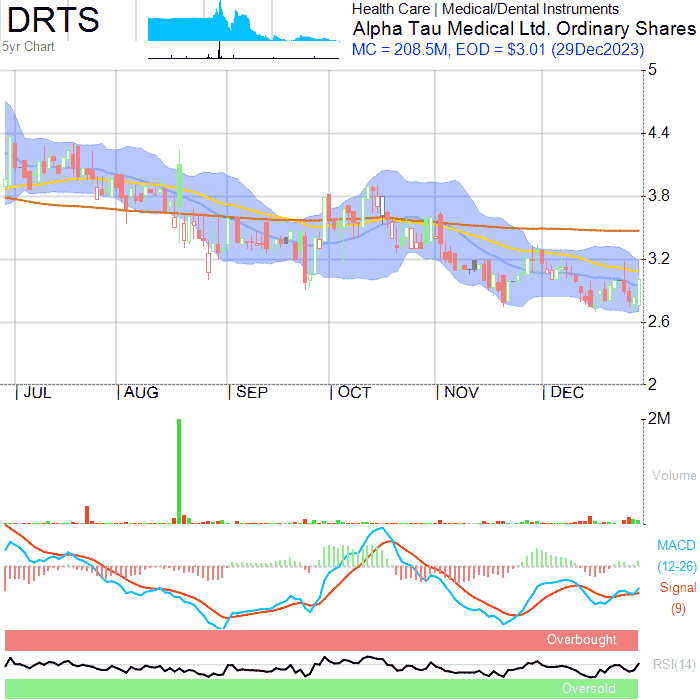 DRTS
5yr Chart
Health Care | Medical/Dental Instruments
Alpha Tau Medical Ltd. Ordinary Shares
MC = 208.5M, EOD = $3.01 (29Dec2023)
5
4.4
3.8
3.2
2.6
2
JUL AUG SEP OCT NOV DEC
2M
Volume
MACD
(12-26)
Signal
(9)
Overbought
RSI(14)
Oversold